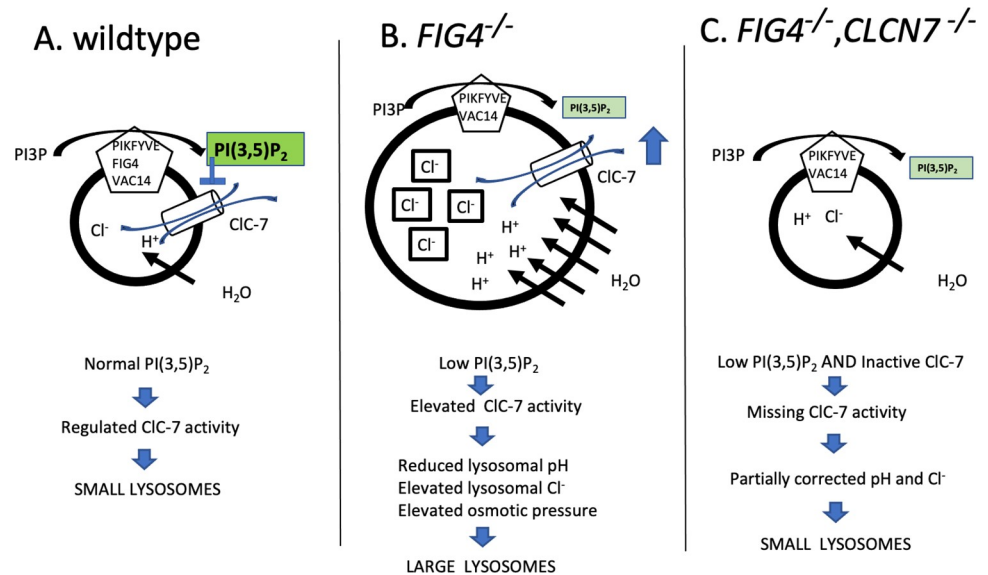 A. wildtype
PI3P
PIKFYVE
FIG4
VAC14
PI(3,5)P₂
Cl⁻
H⁺
ClC-7
H₂O
Normal PI(3,5)P₂
Regulated ClC-7 activity
SMALL LYSOSOMES
B. FIG4⁻/⁻
PI3P
PIKFYVE
VAC14
PI(3,5)P₂
Cl⁻
Cl⁻
Cl⁻
Cl⁻
ClC-7
H⁺
H⁺
H⁺
H⁺
H₂O
Low PI(3,5)P₂
Elevated ClC-7 activity
Reduced lysosomal pH
Elevated lysosomal Cl⁻
Elevated osmotic pressure
LARGE LYSOSOMES
C. FIG4⁻/⁻,CLCN7 ⁻/⁻
PI3P
PIKFYVE
VAC14
PI(3,5)P₂
H⁺ Cl⁻
H₂O
Low PI(3,5)P₂ AND Inactive ClC-7
Missing ClC-7 activity
Partially corrected pH and Cl⁻
SMALL LYSOSOMES